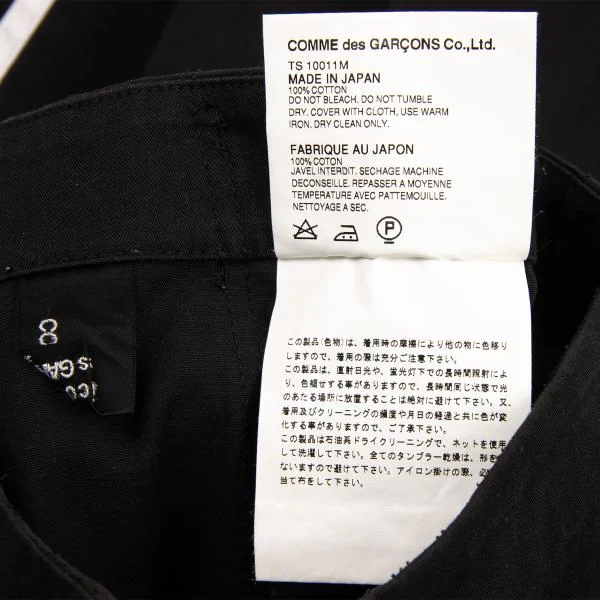 COMME des GARÇONS Co.,Ltd.
TS 10011M
MADE IN JAPAN
100% COTTON
DO NOT BLEACH. DO NOT TUMBLE
DRY. COVER WITH CLOTH, USE WARM
IRON. DRY CLEAN ONLY.
FABRIQUE AU JAPON
100% COTON
JAVEL INTERDIT. SECHAGE MACHINE
DECONSEILLE. REPASSER A MOYENNE
TEMPERATURE AVEC PATTEMOUILLE.
NETTOYAGE A SEC.
P
この製品(色物)は、着用時の摩擦により他の物に色移り
しますので、着用の際は充分ご注意下さい。
この製品は、直射日光や、蛍光灯下での長時間照射によ
り、色褪せする事がありますので、長時間同じ状態で光
のあたる場所に放置することは絶対に避けて下さい。又、
着用及びクリーニングの頻度や月日の経過と共に色が変
化する事がありますので、ご了承下さい。
この製品は石油系ドライクリーニングで、ネットを使用
して洗濯して下さい。全てのタンブラー乾燥は、形を
ないますので避けて下さい。アイロン掛けの際、必
当て布をして下さい。